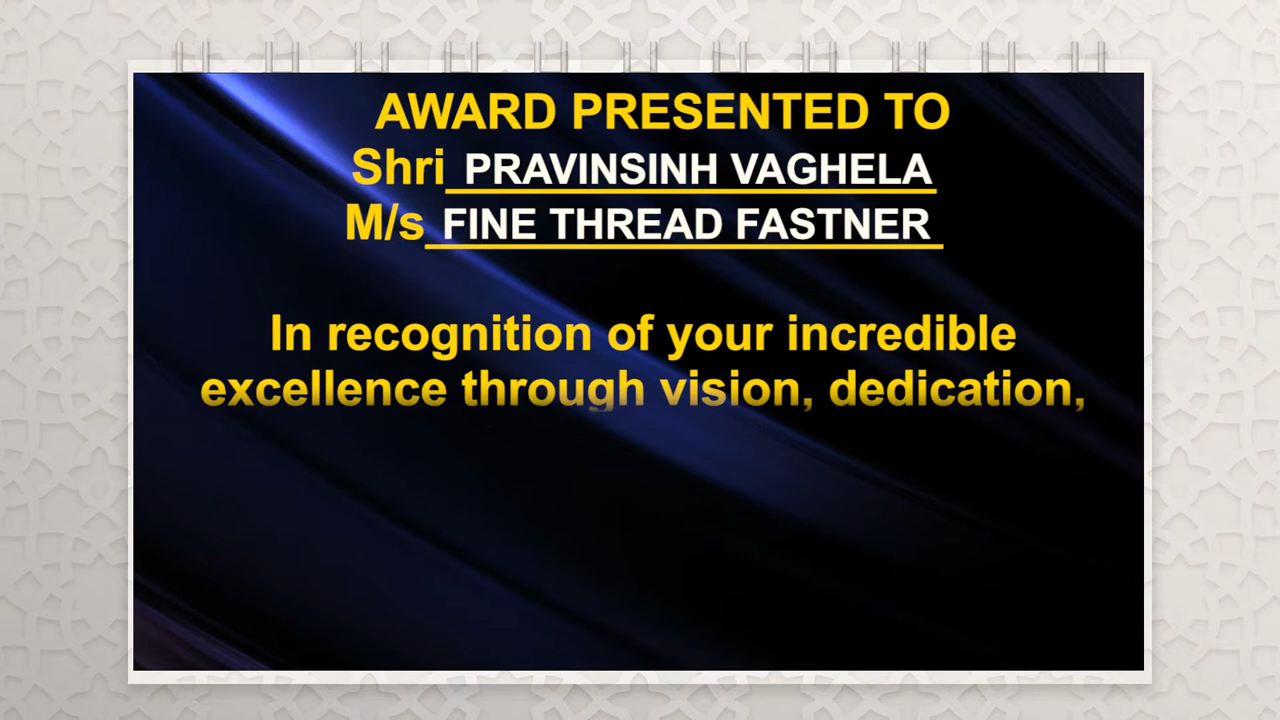 AWARD PRESENTED TO
Shri PRAVINSINH VAGHELA
M/s FINE THREAD FASTNER
In recognition of your incredible
excellence through vision, dedication,